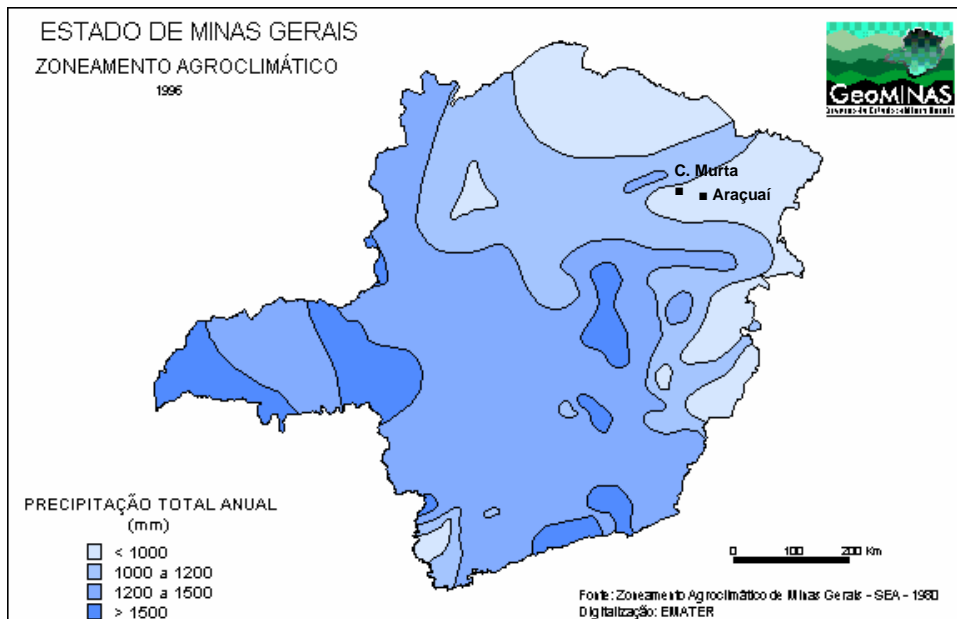 ESTADO DE MINAS GERAIS
ZONEAMENTO AGROCLIMÁTICO
1996
GeoMINAS
C. Murta
Araçuaí
PRECIPITAÇÃO TOTAL ANUAL
(mm)
< 1000
1000 a 1200
1200 a 1500
> 1500
0 100 200 Km
Fonte: Zoneamento Agroclimático de Minas Gerais - SEA - 1980
Digitalização: EMATER